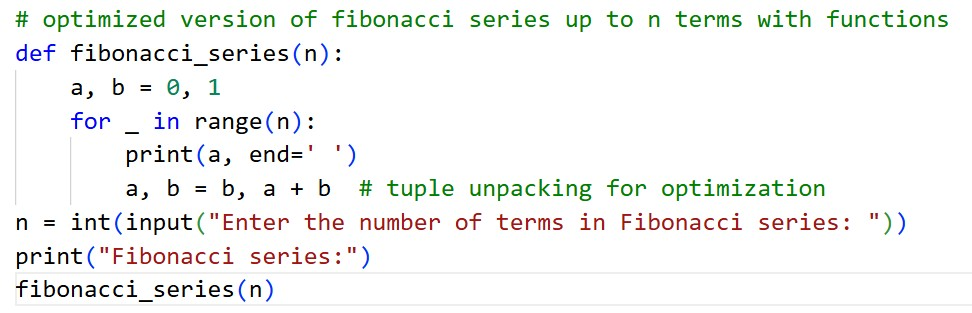 # optimized version of fibonacci series up to n terms with functions
def fibonacci_series(n):
    a, b = 0, 1
    for _ in range(n):
        print(a, end=' ')
        a, b = b, a + b  # tuple unpacking for optimization
n = int(input("Enter the number of terms in Fibonacci series: "))
print("Fibonacci series:")
fibonacci_series(n)